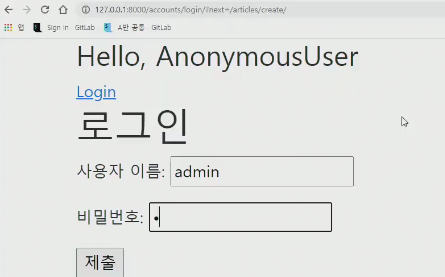 127.0.0.1:8000/accounts/login/?next=/articles/create/
앱 Sign in · GitLab A반 공통 · GitLab
Hello, AnonymousUser
Login
로그인
사용자 이름: admin
비밀번호: •
제출